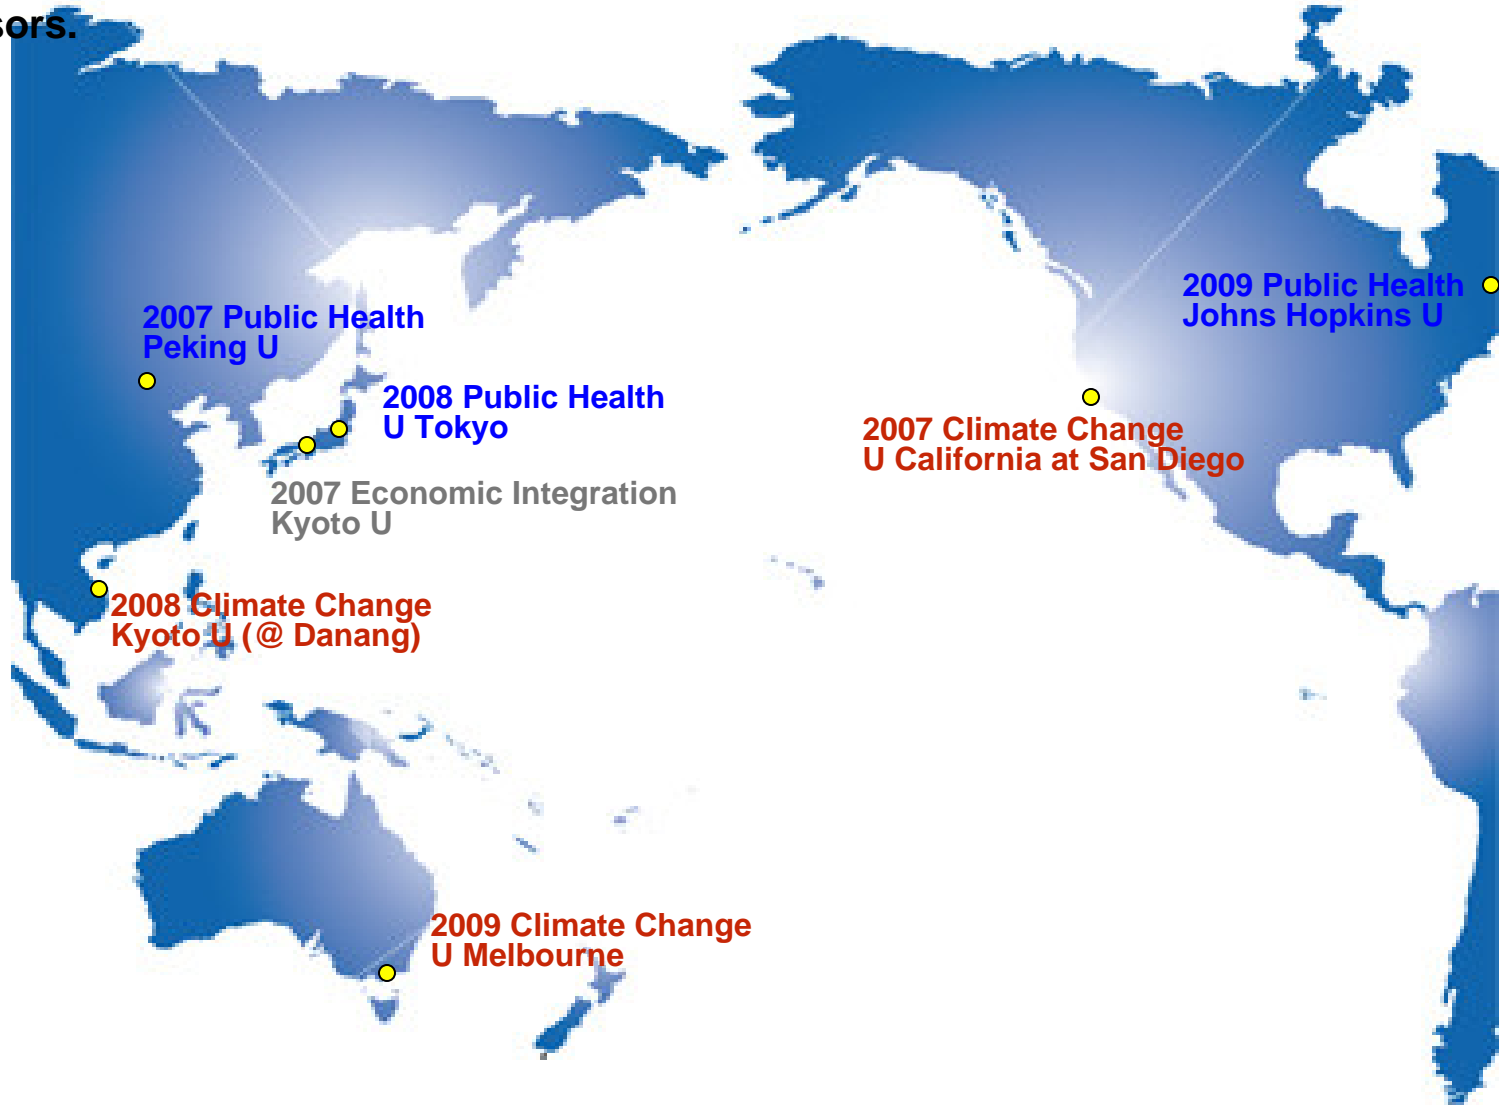 sors.
2007 Public Health
Peking U
2009 Public Health
Johns Hopkins U
2008 Public Health
U Tokyo
2007 Climate Change
U California at San Diego
2007 Economic Integration
Kyoto U
2008 Climate Change
Kyoto U (@ Danang)
2009 Climate Change
U Melbourne